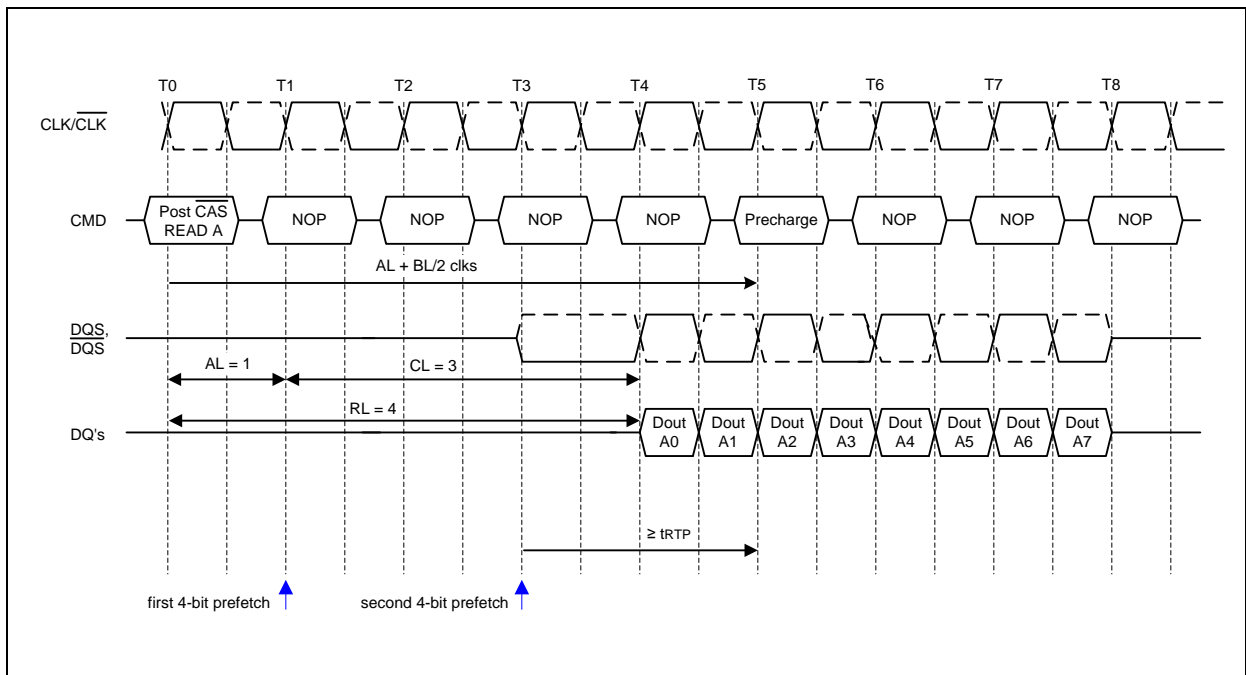 T0 T1 T2 T3 T4 T5 T6 T7 T8
CLK/CLK
CMD
Post CAS
READ A
NOP NOP NOP NOP Precharge NOP NOP NOP
AL + BL/2 clks
DQS,
DQS
AL = 1 CL = 3
RL = 4
DQ's
Dout Dout Dout Dout Dout Dout Dout Dout
A0 A1 A2 A3 A4 A5 A6 A7
≥ tRTP
first 4-bit prefetch second 4-bit prefetch